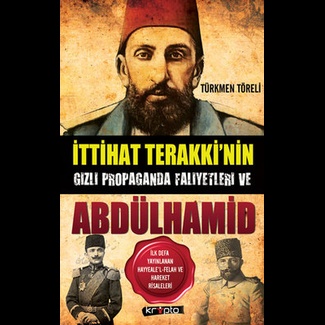 TÜRKMEN TÖRELİ
İTTİHAT TERAKKİ'NİN
GİZLİ PROPAGANDA FALİYETLERİ VE
ABDÜLHAMİD
İLK DEFA
YAYINLANAN
HAYYEALE'L-FELAH VE
HAREKET
RİSALELERİ
kripto